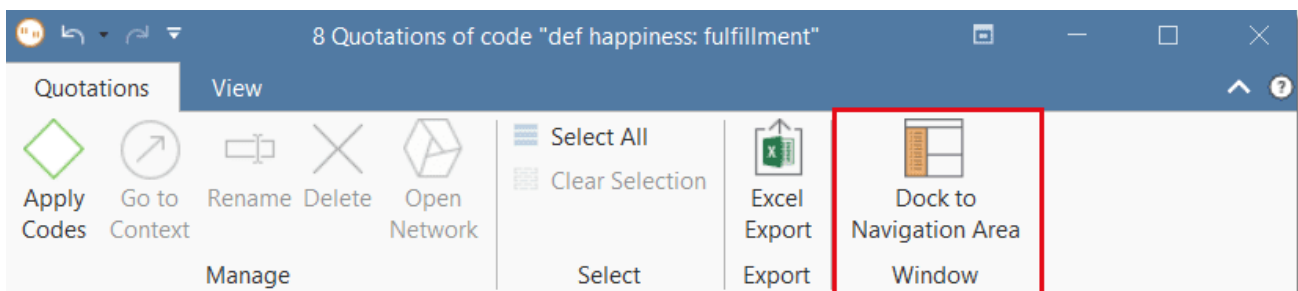 8 Quotations of code "def happiness: fulfillment"
Quotations View
Select All
Clear Selection
Apply Codes
Go to Context
Rename
Delete
Open Network
Excel Export
Dock to Navigation Area
Manage
Select
Export
Window